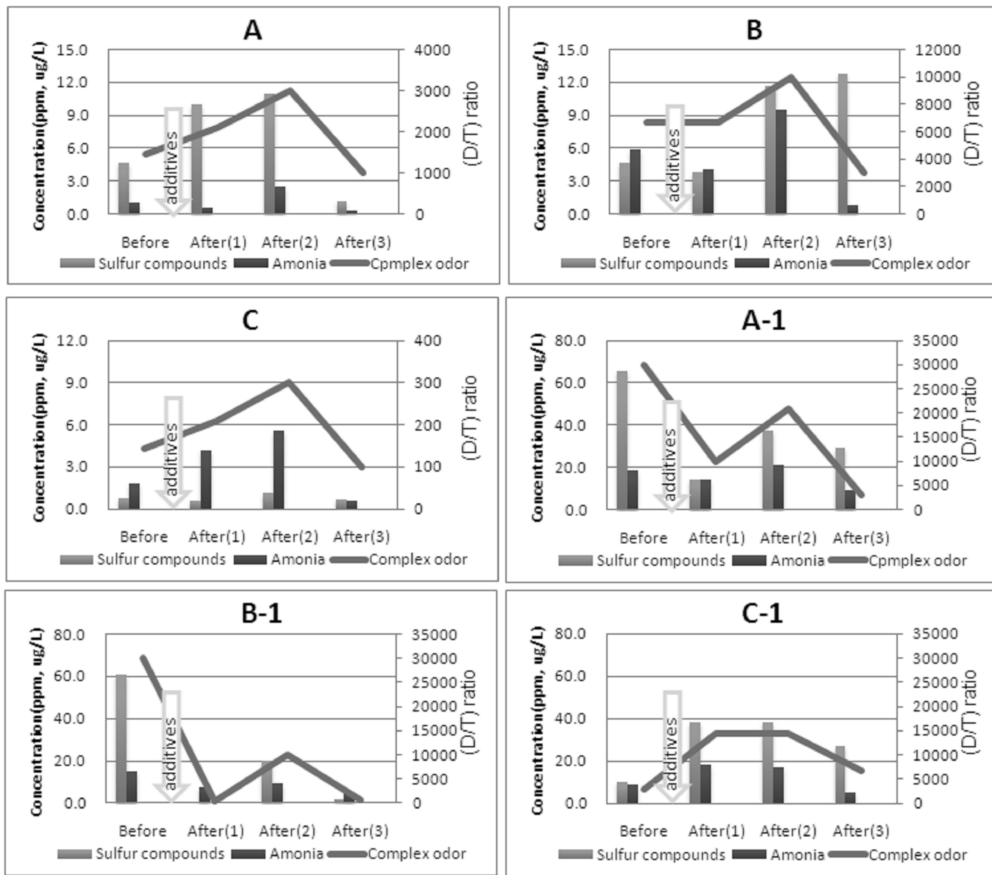 A
Concentration(ppm, ug/L)
15.0
12.0
9.0
6.0
3.0
0.0
additives
4000
3000
2000
1000
0
(D/T) ratio
Before After(1) After(2) After(3)
Sulfur compounds Amonia Cpmplex odor
B
Concentration(ppm, ug/L)
15.0
12.0
9.0
6.0
3.0
0.0
additives
12000
10000
8000
6000
4000
2000
0
(D/T) ratio
Before After(1) After(2) After(3)
Sulfur compounds Amonia Complex odor
C
Concentration(ppm, ug/L)
12.0
9.0
6.0
3.0
0.0
additives
400
300
200
100
0
(D/T) ratio
Before After(1) After(2) After(3)
Sulfur compounds Amonia Complex odor
A-1
Concentration(ppm, ug/L)
80.0
60.0
40.0
20.0
0.0
additives
35000
30000
25000
20000
15000
10000
5000
0
(D/T) ratio
Before After(1) After(2) After(3)
Sulfur compounds Amonia Cpmplex odor
B-1
Concentration(ppm, ug/L)
80.0
60.0
40.0
20.0
0.0
additives
35000
30000
25000
20000
15000
10000
5000
0
(D/T) ratio
Before After(1) After(2) After(3)
Sulfur compounds Amonia Complex odor
C-1
Concentration(ppm, ug/L)
80.0
60.0
40.0
20.0
0.0
additives
35000
30000
25000
20000
15000
10000
5000
0
(D/T) ratio
Before After(1) After(2) After(3)
Sulfur compounds Amonia Complex odor